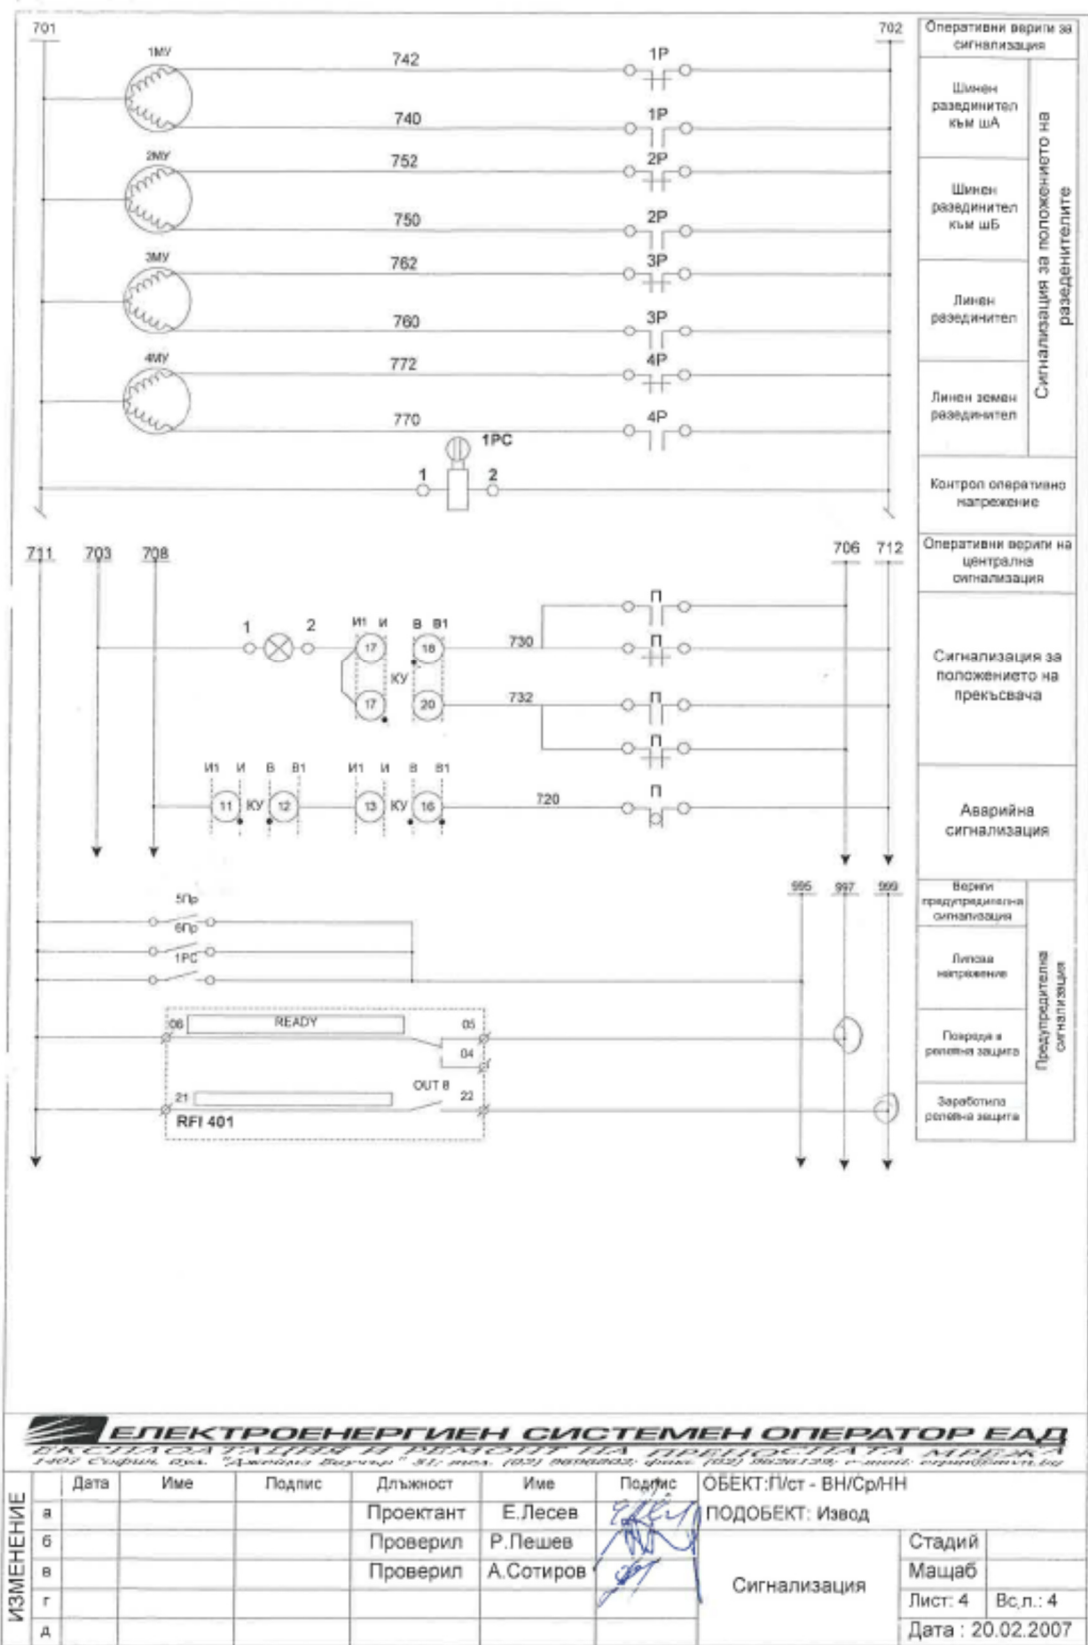 701
702
Оперативни вериги за
сигнализация
1МУ
742
1Р
740
1Р
Шинен
разединител
към шА
2МУ
752
2Р
750
2Р
Шинен
разединител
към шБ
3МУ
762
3Р
760
3Р
Линен
разединител
4МУ
772
4Р
770
4Р
Линен земен
разединител
Сигнализация за положението на
разеденителите
1РС
1
2
Контрол оперативно
напрежение
711
703
708
706
712
Оперативни вериги на
централна
сигнализация
1
2
И1 И
В В1
17
18
КУ
17
20
730
732
П
П
П
П
Сигнализация за
положението на
прекъсвача
И1 И В В1
И1 И В В1
11
КУ
12
13
КУ
16
720
П
Аварийна
сигнализация
995
997
999
Вериги
предупредителна
сигнализация
5Пр
6Пр
1РС
Липсва
напрежение
06
READY
05
04
Повреда в
релейна защита
21
OUT 8
22
RFI 401
Заработила
релейна защита
Предупредителна
сигнализация
ЕЛЕКТРОЕНЕРГИЕН СИСТЕМЕН ОПЕРАТОР ЕАД
ЕКСПЛОАТАЦИЯ И РЕМОНТ НА ПРЕНОСНАТА МРЕЖА
ИЗМЕНЕНИЕ
Дата
Име
Подпис
Длъжност
Име
Подпис
ОБЕКТ:П/ст - ВН/Ср/НН
а
Проектант
Е.Лесев
ПОДОБЕКТ: Извод
б
Проверил
Р.Пешев
Стадий
в
Проверил
А.Сотиров
Сигнализация
Мащаб
г
Лист: 4
Вс.л.: 4
д
Дата : 20.02.2007